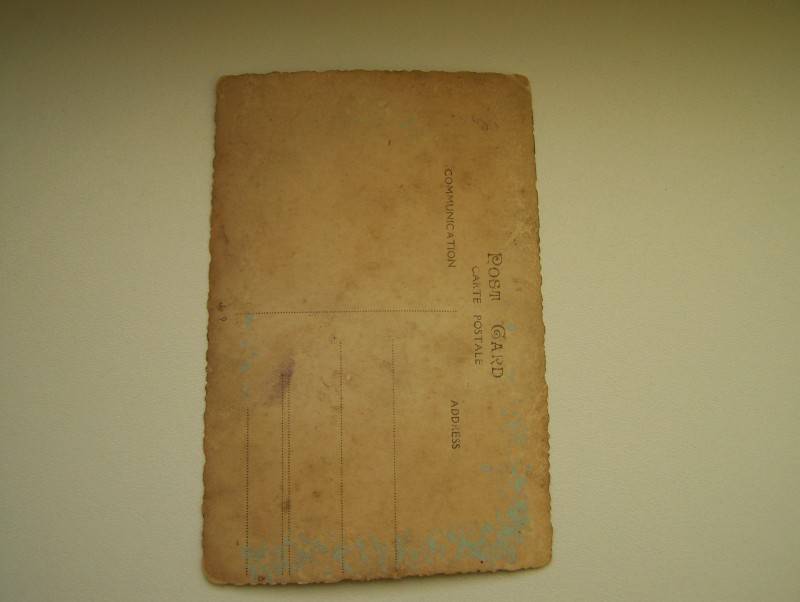 POST CARD
CARTE POSTALE
COMMUNICATION
ADDRESS